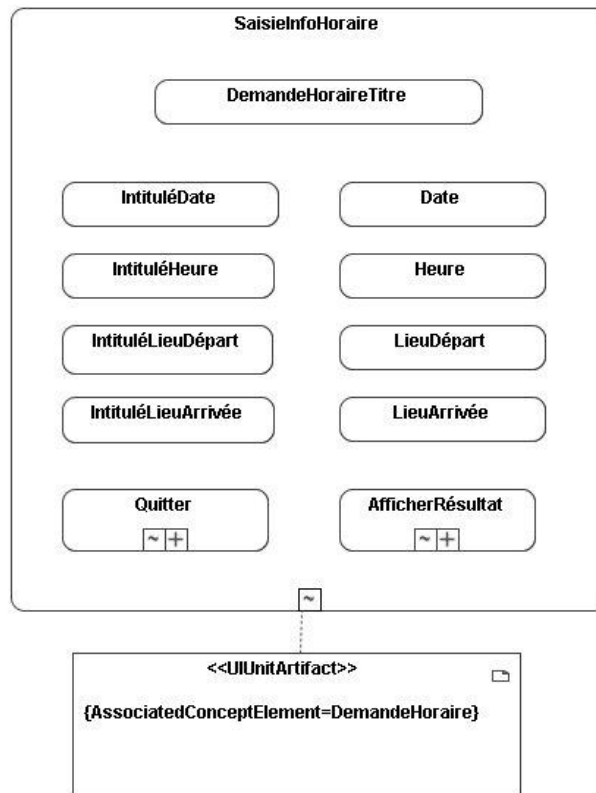 SaisieInfoHoraire
DemandeHoraireTitre
IntituléDate
Date
IntituléHeure
Heure
IntituléLieuDépart
LieuDépart
IntituléLieuArrivée
LieuArrivée
Quitter
AfficherRésultat
~ +
~ +
~
<<UIUnitArtifact>>
{AssociatedConceptElement=DemandeHoraire}